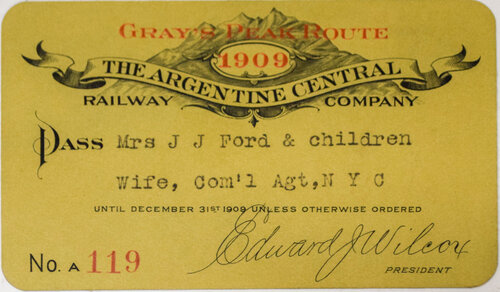 GRAY'S PEAK ROUTE
1909
THE ARGENTINE CENTRAL
RAILWAY COMPANY
PASS Mrs J J Ford & children
Wife, Com'l Agt, N Y C
UNTIL DECEMBER 31ST 1909 UNLESS OTHERWISE ORDERED
Edward J Wilcox
No. A 119 PRESIDENT